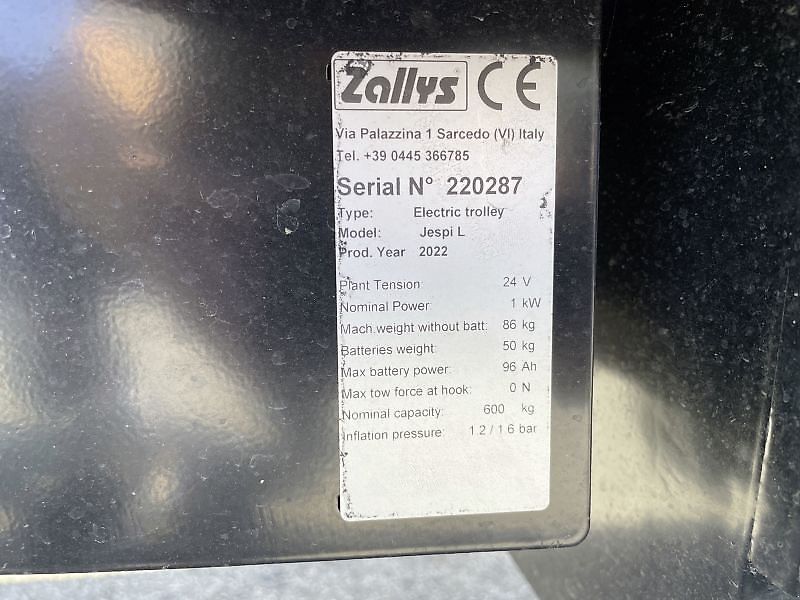 Zallys CE
Via Palazzina 1 Sarcedo (VI) Italy
Tel. +39 0445 366785
Serial N° 220287
Type: Electric trolley
Model: Jespi L
Prod. Year 2022
Plant Tension: 24 V
Nominal Power: 1 kW
Mach.weight without batt: 86 kg
Batteries weight: 50 kg
Max battery power: 96 Ah
Max tow force at hook: 0 N
Nominal capacity: 600 kg
Inflation pressure: 1.2 / 1.6 bar